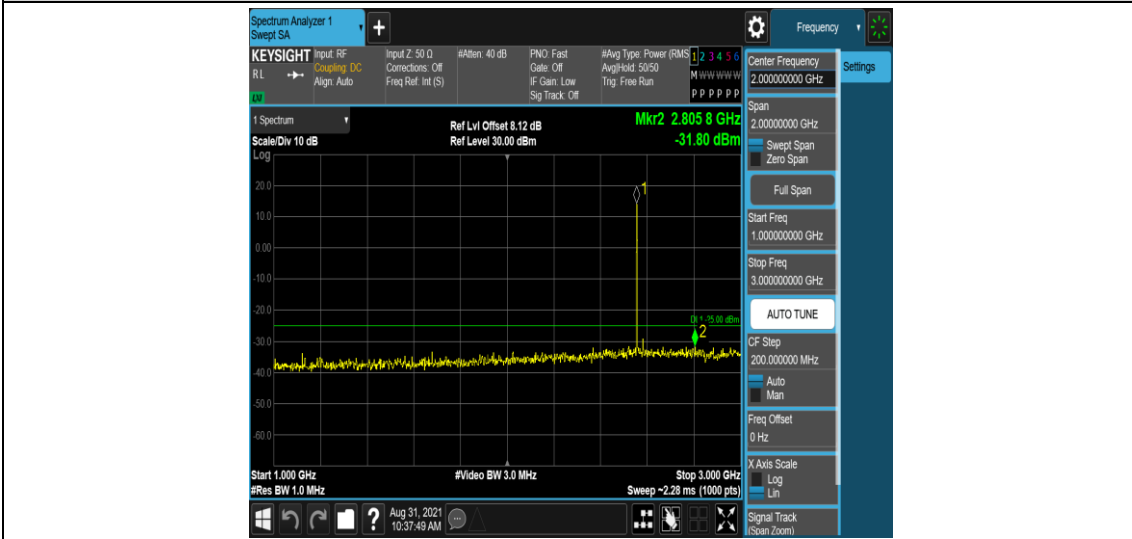 Spectrum Analyzer 1
Swept SA
Frequency
KEYSIGHT
RL
LM
Input: RF
Coupling: DC
Align: Auto
Input Z: 50 Ω
Corrections: Off
Freq Ref: Int (S)
#Atten: 40 dB
PNO: Fast
Gate: Off
IF Gain: Low
Sig Track: Off
#Avg Type: Power (RMS
Avg|Hold: 50/50
Trig: Free Run
1 2 3 4 5 6
M W W W W W
P P P P P P
1 Spectrum
Scale/Div 10 dB
Log
Ref Lvl Offset 8.12 dB
Ref Level 30.00 dBm
Mkr2 2.805 8 GHz
-31.80 dBm
20.0
10.0
0.00
-10.0
-20.0
-30.0
-40.0
-50.0
-60.0
1
DL1 -25.00 dBm
2
Start 1.000 GHz
#Res BW 1.0 MHz
#Video BW 3.0 MHz
Stop 3.000 GHz
Sweep ~2.28 ms (1000 pts)
?
Aug 31, 2021
10:37:49 AM
Center Frequency
2.000000000 GHz
Settings
Span
2.00000000 GHz
Swept Span
Zero Span
Full Span
Start Freq
1.000000000 GHz
Stop Freq
3.000000000 GHz
AUTO TUNE
CF Step
200.000000 MHz
Auto
Man
Freq Offset
0 Hz
X Axis Scale
Log
Lin
Signal Track
(Span Zoom)